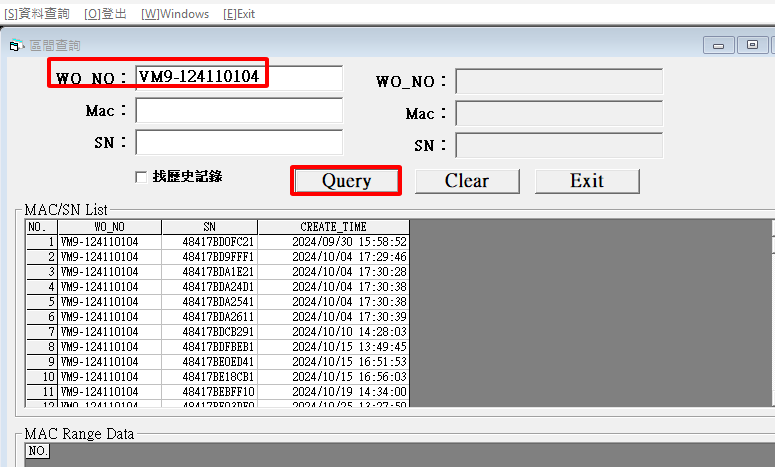 [S]資料查詢 [O]登出 [W]Windows [E]Exit
區間查詢
WO_NO： VM9-124110104 WO_NO：
Mac： Mac：
SN： SN：
找歷史記錄 Query Clear Exit
MAC/SN List
NO. WO_NO SN CREATE_TIME
1 VM9-124110104 48417BD0FC21 2024/09/30 15:58:52
2 VM9-124110104 48417BD9FFF1 2024/10/04 17:29:46
3 VM9-124110104 48417BDA1E21 2024/10/04 17:30:28
4 VM9-124110104 48417BDA24D1 2024/10/04 17:30:38
5 VM9-124110104 48417BDA2541 2024/10/04 17:30:38
6 VM9-124110104 48417BDA2611 2024/10/04 17:30:39
7 VM9-124110104 48417BDCB291 2024/10/10 14:28:03
8 VM9-124110104 48417BDFBEB1 2024/10/15 13:49:45
9 VM9-124110104 48417BE0ED41 2024/10/15 16:51:53
10 VM9-124110104 48417BE18CB1 2024/10/15 16:56:03
11 VM9-124110104 48417BEBFF10 2024/10/19 14:34:00
12 VM9-124110104
MAC Range Data
NO.